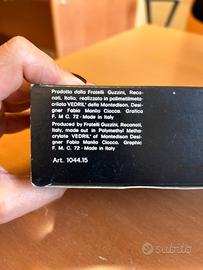 Prodotto dalla Fratelli Guzzini, Reca-
nati, Italia, realizzato in polimetilmeta-
crilato VEDRIL® della Montedison, Desi-
gner Fabio Manlio Ciocca. Grafica
F. M. C. 72 - Made in Italy
Produced by Fratelli Guzzini, Recanati,
Italy, made out in Polymethyl Metha-
crylate VEDRIL® of Montedison Desi-
gner Fabio Manlio Ciocca. Graphic
F. M. C. 72 - Made in Italy
Art. 1044.15
subito